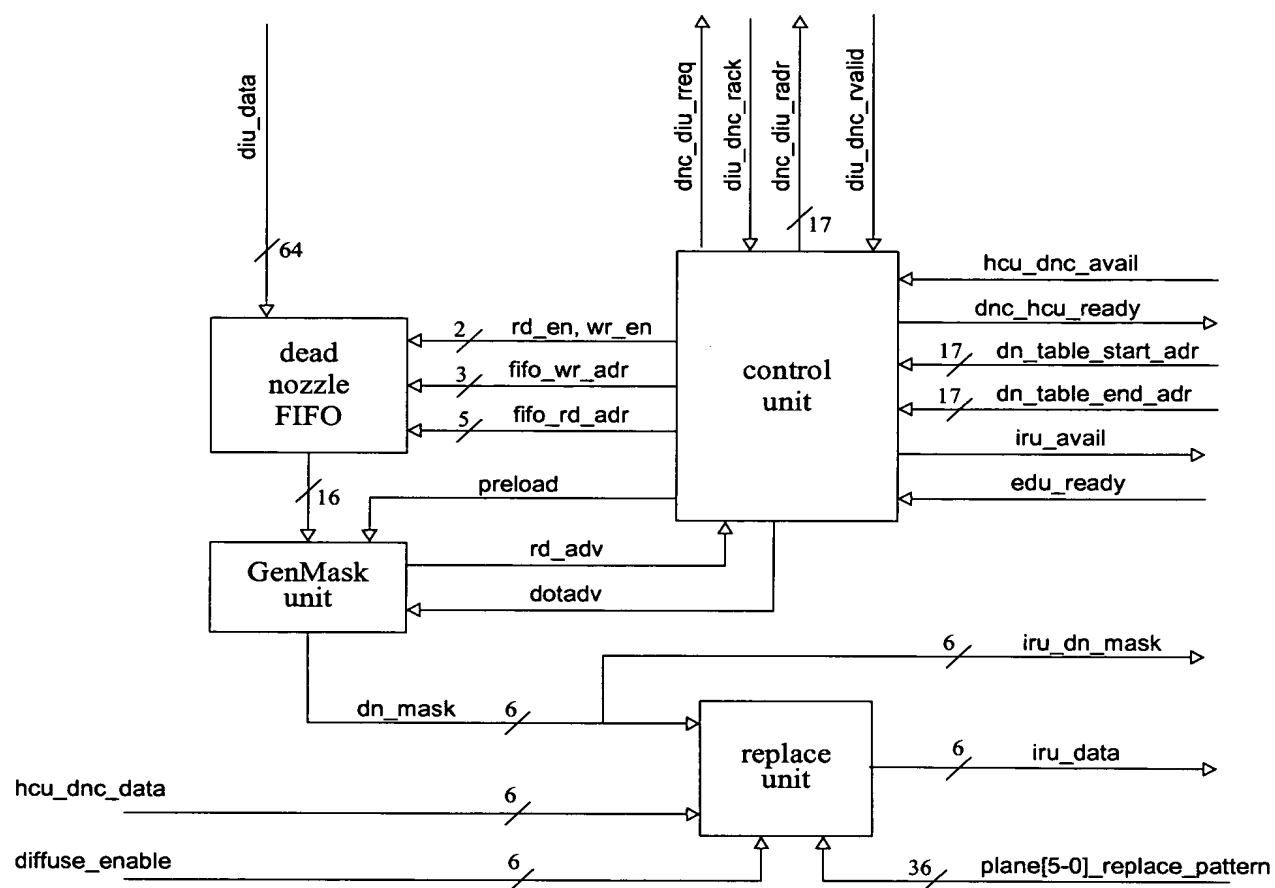 diu_data
dnc_diu_rreq
diu_dnc_rack
dnc_diu_radr
diu_dnc_rvalid
17
64
hcu_dnc_avail
dnc_hcu_ready
2 rd_en, wr_en
dead
nozzle
FIFO
control
unit
17 dn_table_start_adr
3 fifo_wr_adr
17 dn_table_end_adr
5 fifo_rd_adr
iru_avail
16
preload
edu_ready
GenMask
unit
rd_adv
dotadv
6 iru_dn_mask
dn_mask 6
replace
unit
6 iru_data
hcu_dnc_data 6
diffuse_enable 6
36 plane[5-0]_replace_pattern